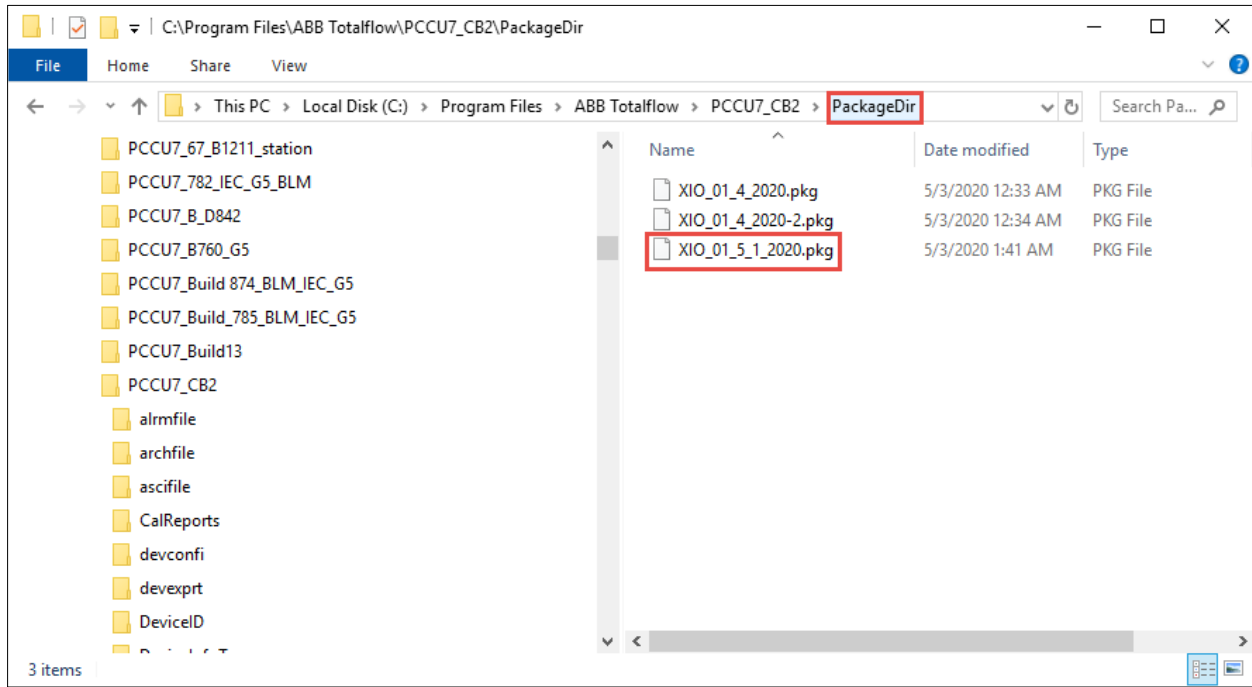 C:\Program Files\ABB Totalflow\PCCU7_CB2\PackageDir
File Home Share View
This PC > Local Disk (C:) > Program Files > ABB Totalflow > PCCU7_CB2 > PackageDir Search Pa...
Name Date modified Type
PCCU7_67_B1211_station
PCCU7_782_IEC_G5_BLM
PCCU7_B_D842
PCCU7_B760_G5
PCCU7_Build 874_BLM_IEC_G5
PCCU7_Build_785_BLM_IEC_G5
PCCU7_Build13
PCCU7_CB2
alrmfile
archfile
ascifile
CalReports
devconfi
devexprt
DeviceID
XIO_01_4_2020.pkg 5/3/2020 12:33 AM PKG File
XIO_01_4_2020-2.pkg 5/3/2020 12:34 AM PKG File
XIO_01_5_1_2020.pkg 5/3/2020 1:41 AM PKG File
3 items